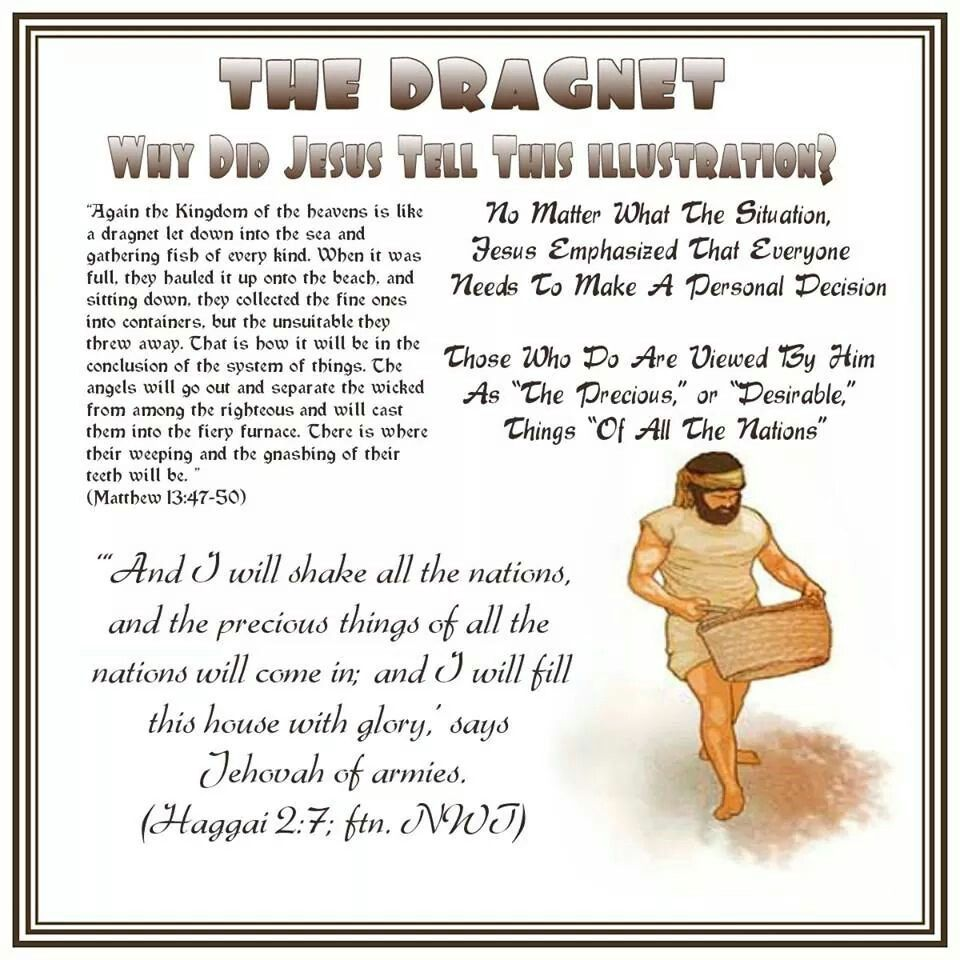 THE DRAGNET
WHY DID JESUS TELL THIS ILLUSTRATION?
"Again the Kingdom of the heavens is like
a dragnet let down into the sea and
gathering fish of every kind. When it was
full, they hauled it up onto the beach, and
sitting down, they collected the fine ones
into containers, but the unsuitable they
threw away. That is how it will be in the
conclusion of the system of things. The
angels will go out and separate the wicked
from among the righteous and will cast
them into the fiery furnace. There is where
their weeping and the gnashing of their
teeth will be. "
(Matthew 13:47-50)
No Matter What The Situation,
Jesus Emphasized That Everyone
Needs To Make A Personal Decision
Those Who Do Are Viewed By Him
As "The Precious," or "Desirable,"
Things "Of All The Nations"
"'And I will shake all the nations,
and the precious things of all the
nations will come in; and I will fill
this house with glory,' says
Jehovah of armies.
(Haggai 2:7; ftn. NWT)